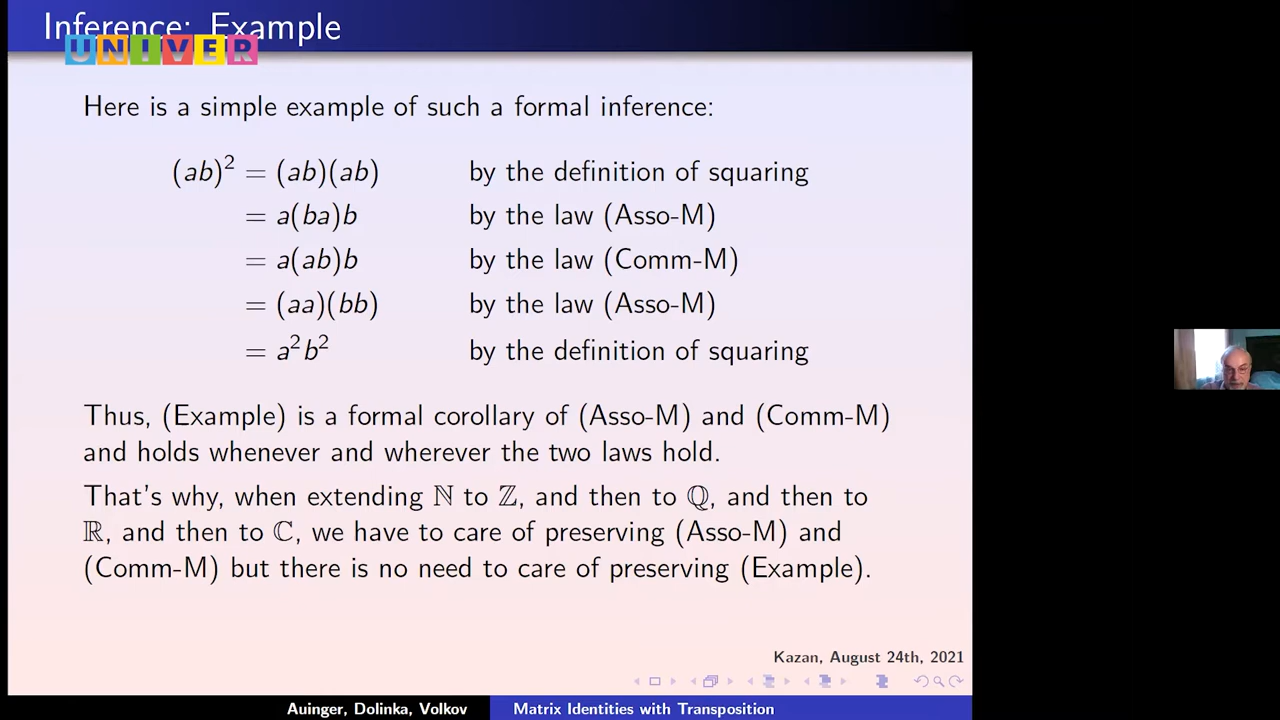 Inference: Example
UNIVER
Here is a simple example of such a formal inference:
(ab)² = (ab)(ab) by the definition of squaring
= a(ba)b by the law (Asso-M)
= a(ab)b by the law (Comm-M)
= (aa)(bb) by the law (Asso-M)
= a²b² by the definition of squaring
Thus, (Example) is a formal corollary of (Asso-M) and (Comm-M)
and holds whenever and wherever the two laws hold.
That's why, when extending ℕ to ℤ, and then to ℚ, and then to
ℝ, and then to ℂ, we have to care of preserving (Asso-M) and
(Comm-M) but there is no need to care of preserving (Example).
Kazan, August 24th, 2021
Auinger, Dolinka, Volkov Matrix Identities with Transposition